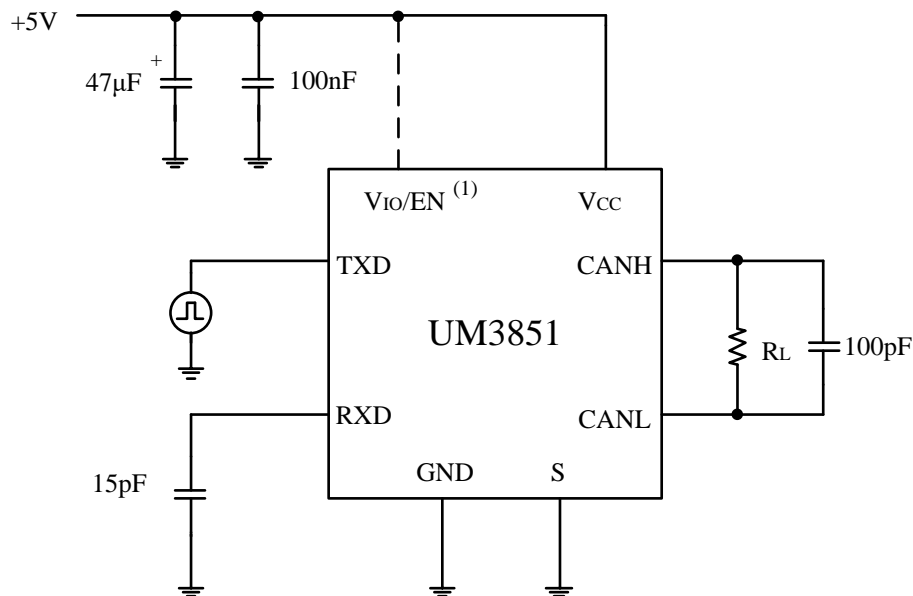 +5V
+
47μF
100nF
VIO/EN (1)
VCC
TXD
CANH
UM3851
RL
100pF
RXD
CANL
15pF
GND
S